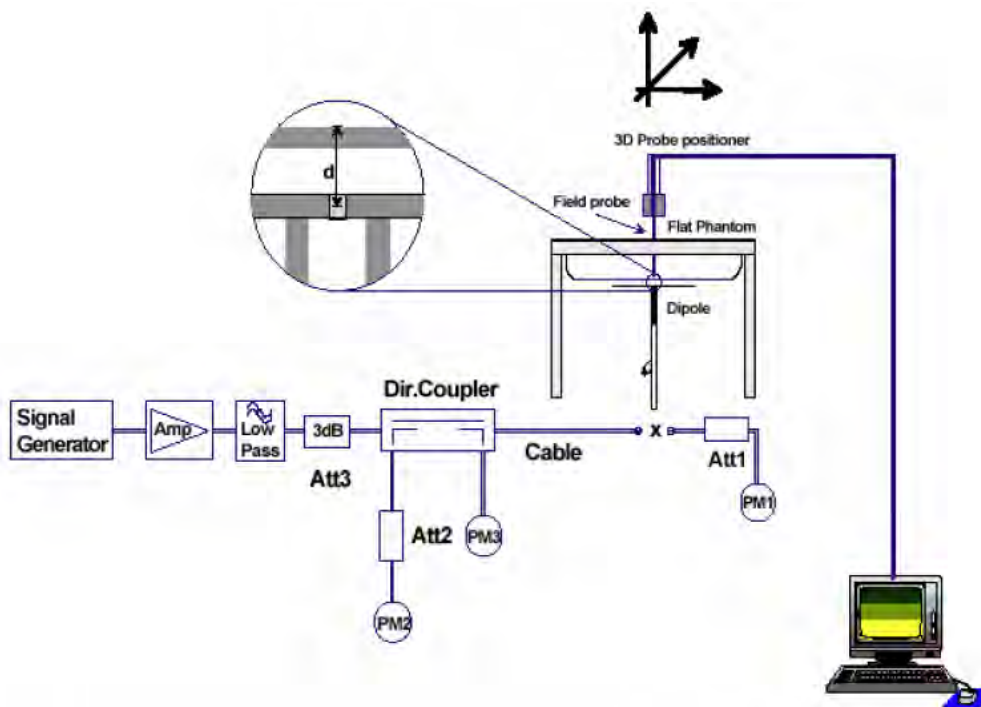 3D Probe positioner
d
Field probe
Flat Phantom
Dipole
Dir.Coupler
Signal
Generator
Amp
Low
Pass
3dB
Att3
Cable
x
Att1
PM1
Att2
PM3
PM2